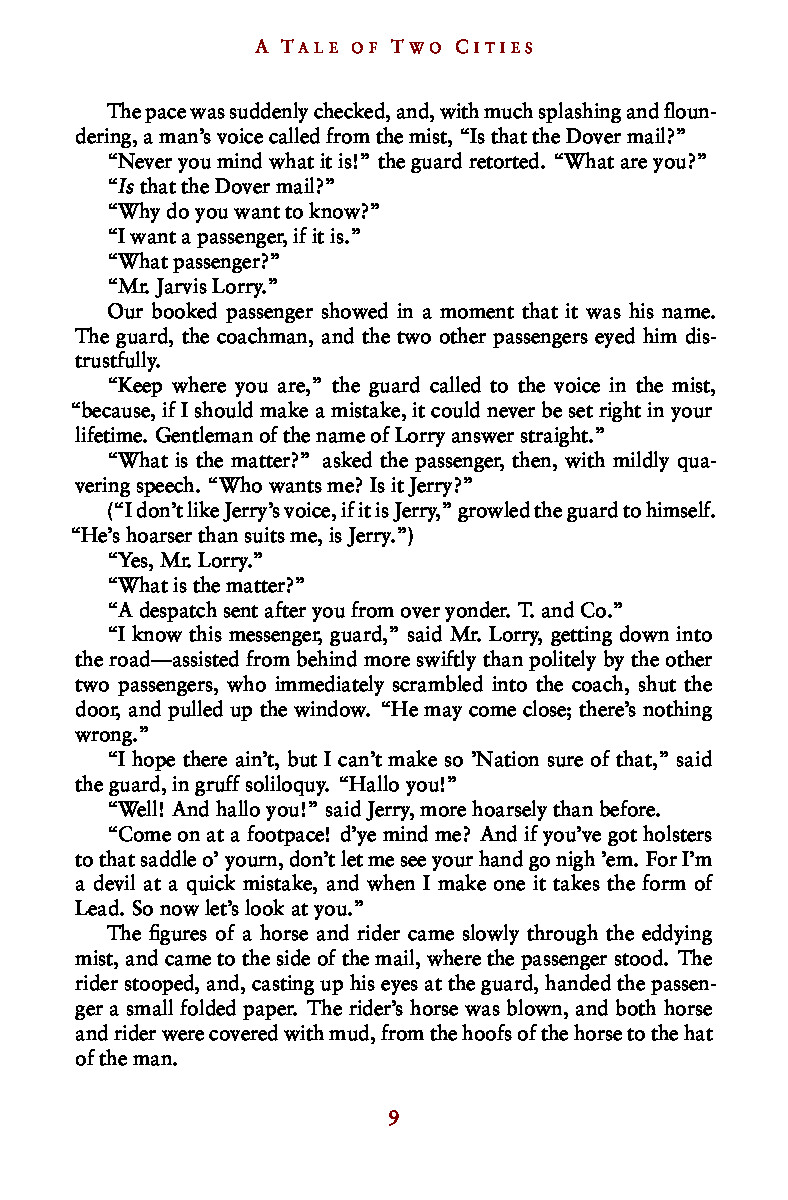 A TALE OF TWO CITIES
The pace was suddenly checked, and, with much splashing and floun-
dering, a man’s voice called from the mist, “Is that the Dover mail?”
“Never you mind what it is!” the guard retorted. “What are you?”
“Is that the Dover mail?”
“Why do you want to know?”
“I want a passenger, if it is.”
“What passenger?”
“Mr. Jarvis Lorry.”
Our booked passenger showed in a moment that it was his name.
The guard, the coachman, and the two other passengers eyed him dis-
trustfully.
“Keep where you are,” the guard called to the voice in the mist,
“because, if I should make a mistake, it could never be set right in your
lifetime. Gentleman of the name of Lorry answer straight.”
“What is the matter?” asked the passenger, then, with mildly qua-
vering speech. “Who wants me? Is it Jerry?”
(“I don’t like Jerry’s voice, if it is Jerry,” growled the guard to himself.
“He’s hoarser than suits me, is Jerry.”)
“Yes, Mr. Lorry.”
“What is the matter?”
“A despatch sent after you from over yonder. T. and Co.”
“I know this messenger, guard,” said Mr. Lorry, getting down into
the road—assisted from behind more swiftly than politely by the other
two passengers, who immediately scrambled into the coach, shut the
door, and pulled up the window. “He may come close; there’s nothing
wrong.”
“I hope there ain’t, but I can’t make so ’Nation sure of that,” said
the guard, in gruff soliloquy. “Hallo you!”
“Well! And hallo you!” said Jerry, more hoarsely than before.
“Come on at a footpace! d’ye mind me? And if you’ve got holsters
to that saddle o’ yourn, don’t let me see your hand go nigh ’em. For I’m
a devil at a quick mistake, and when I make one it takes the form of
Lead. So now let’s look at you.”
The figures of a horse and rider came slowly through the eddying
mist, and came to the side of the mail, where the passenger stood. The
rider stooped, and, casting up his eyes at the guard, handed the passen-
ger a small folded paper. The rider’s horse was blown, and both horse
and rider were covered with mud, from the hoofs of the horse to the hat
of the man.
9